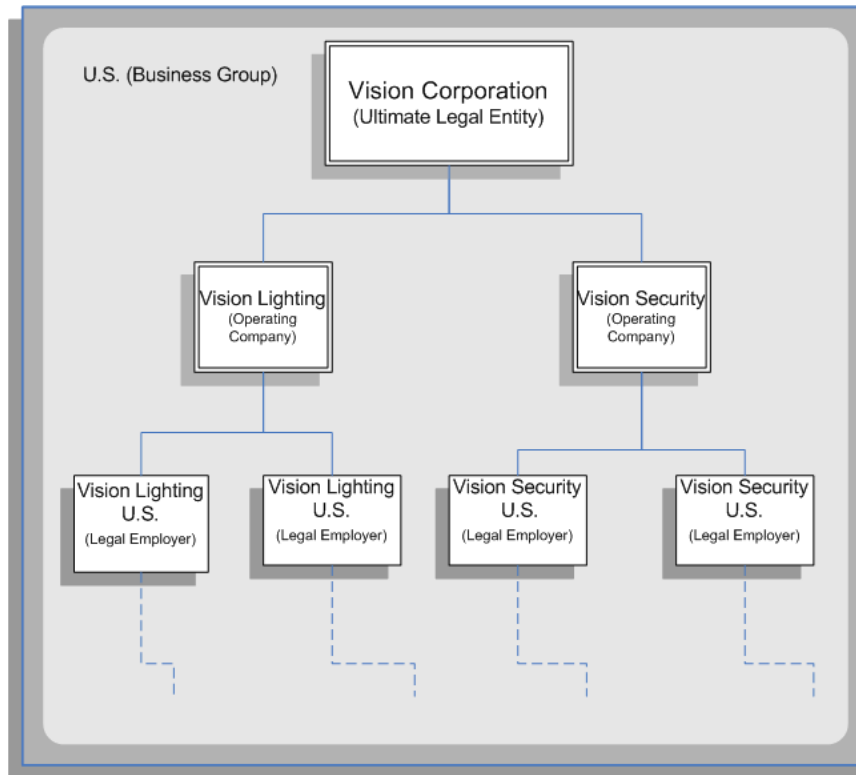 U.S. (Business Group)
Vision Corporation
(Ultimate Legal Entity)
Vision Lighting
(Operating
Company)
Vision Security
(Operating
Company)
Vision Lighting
U.S.
(Legal Employer)
Vision Lighting
U.S.
(Legal Employer)
Vision Security
U.S.
(Legal Employer)
Vision Security
U.S.
(Legal Employer)